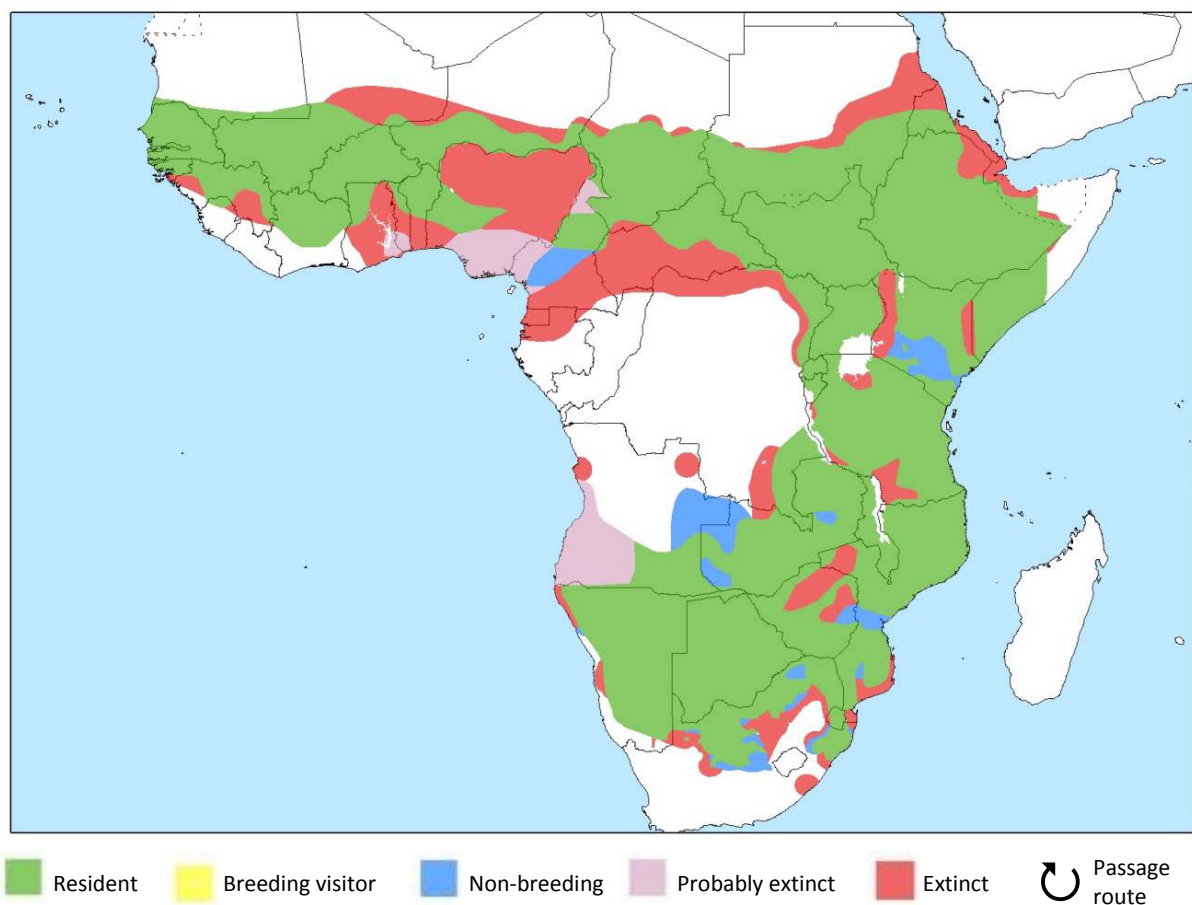 Resident
Breeding visitor
Non-breeding
Probably extinct
Extinct
Passage
route